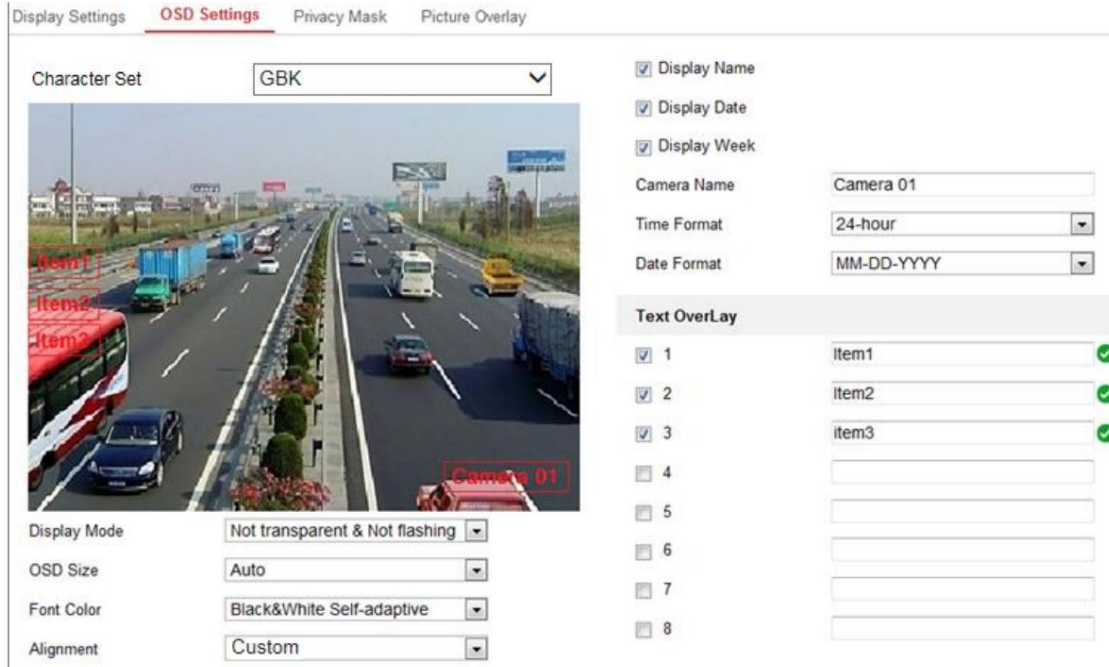 Display Settings OSD Settings Privacy Mask Picture Overlay
Character Set GBK
Item1
Item2
Item3
Camera 01
Display Mode Not transparent & Not flashing
OSD Size Auto
Font Color Black&White Self-adaptive
Alignment Custom
Display Name
Display Date
Display Week
Camera Name Camera 01
Time Format 24-hour
Date Format MM-DD-YYYY
Text OverLay
1 Item1
2 Item2
3 item3
4
5
6
7
8